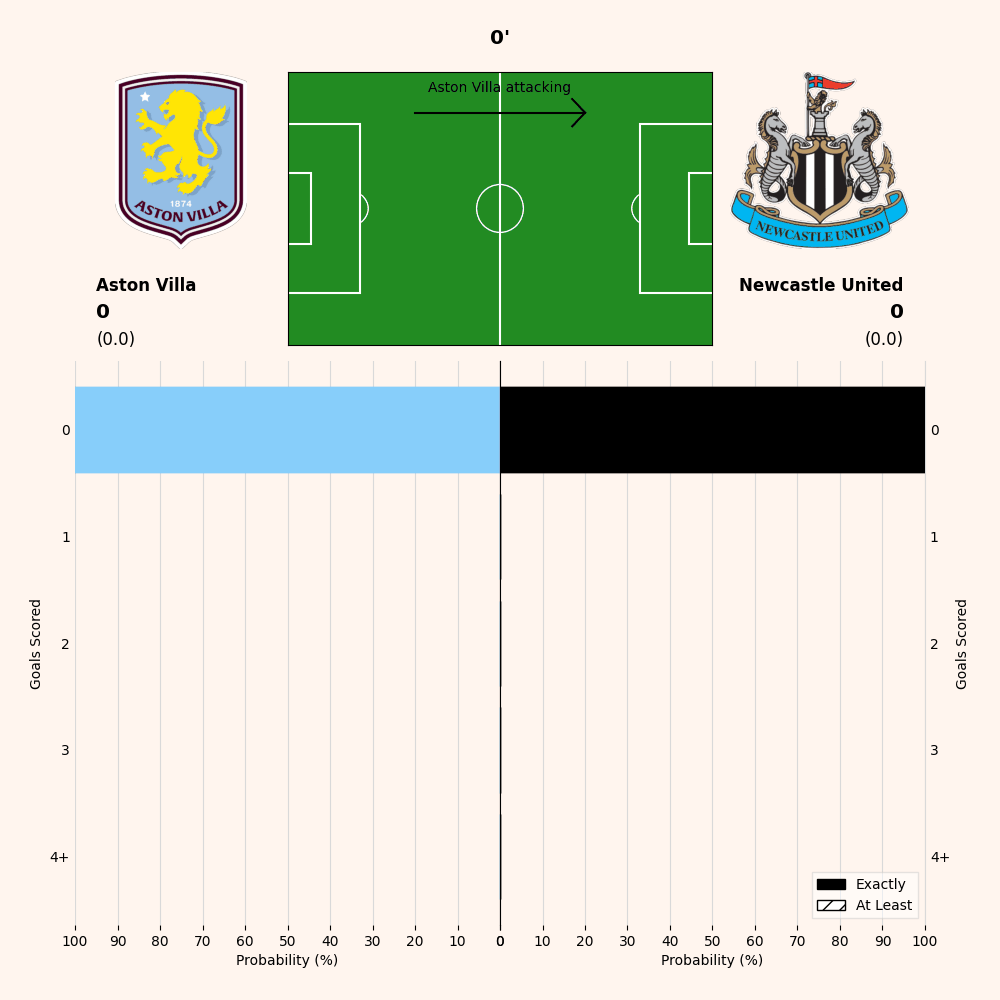 0'
Aston Villa attacking
1874
ASTON VILLA
NEWCASTLE UNITED
Aston Villa
0
(0.0)
Newcastle United
0
(0.0)
0
1
2
3
4+
Goals Scored
0
1
2
3
4+
Goals Scored
Exactly
At Least
100 90 80 70 60 50 40 30 20 10 0 10 20 30 40 50 60 70 80 90 100
Probability (%)
Probability (%)